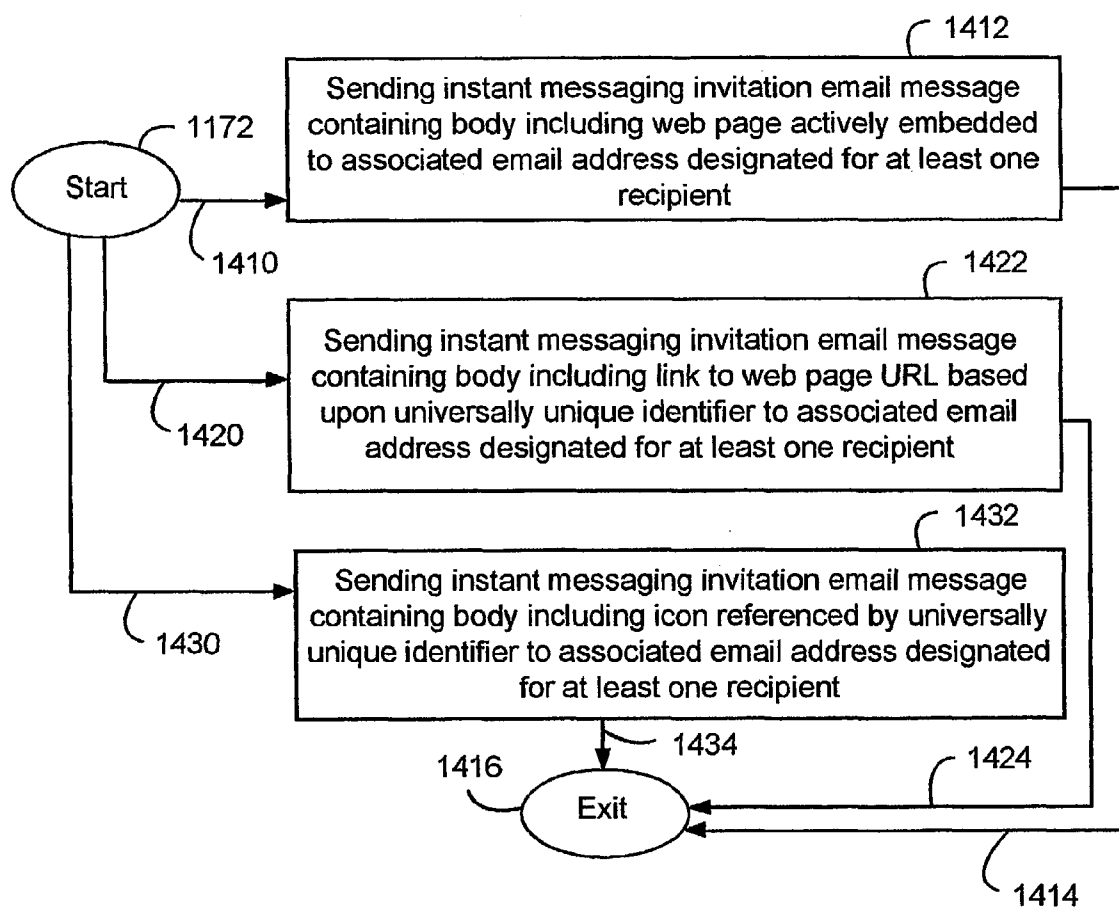 1412
Sending instant messaging invitation email message
containing body including web page actively embedded
to associated email address designated for at least one
recipient
1172
Start
1410
1422
Sending instant messaging invitation email message
containing body including link to web page URL based
upon universally unique identifier to associated email
address designated for at least one recipient
1420
1432
Sending instant messaging invitation email message
containing body including icon referenced by universally
unique identifier to associated email address designated
for at least one recipient
1430
1434
1416
Exit
1424
1414